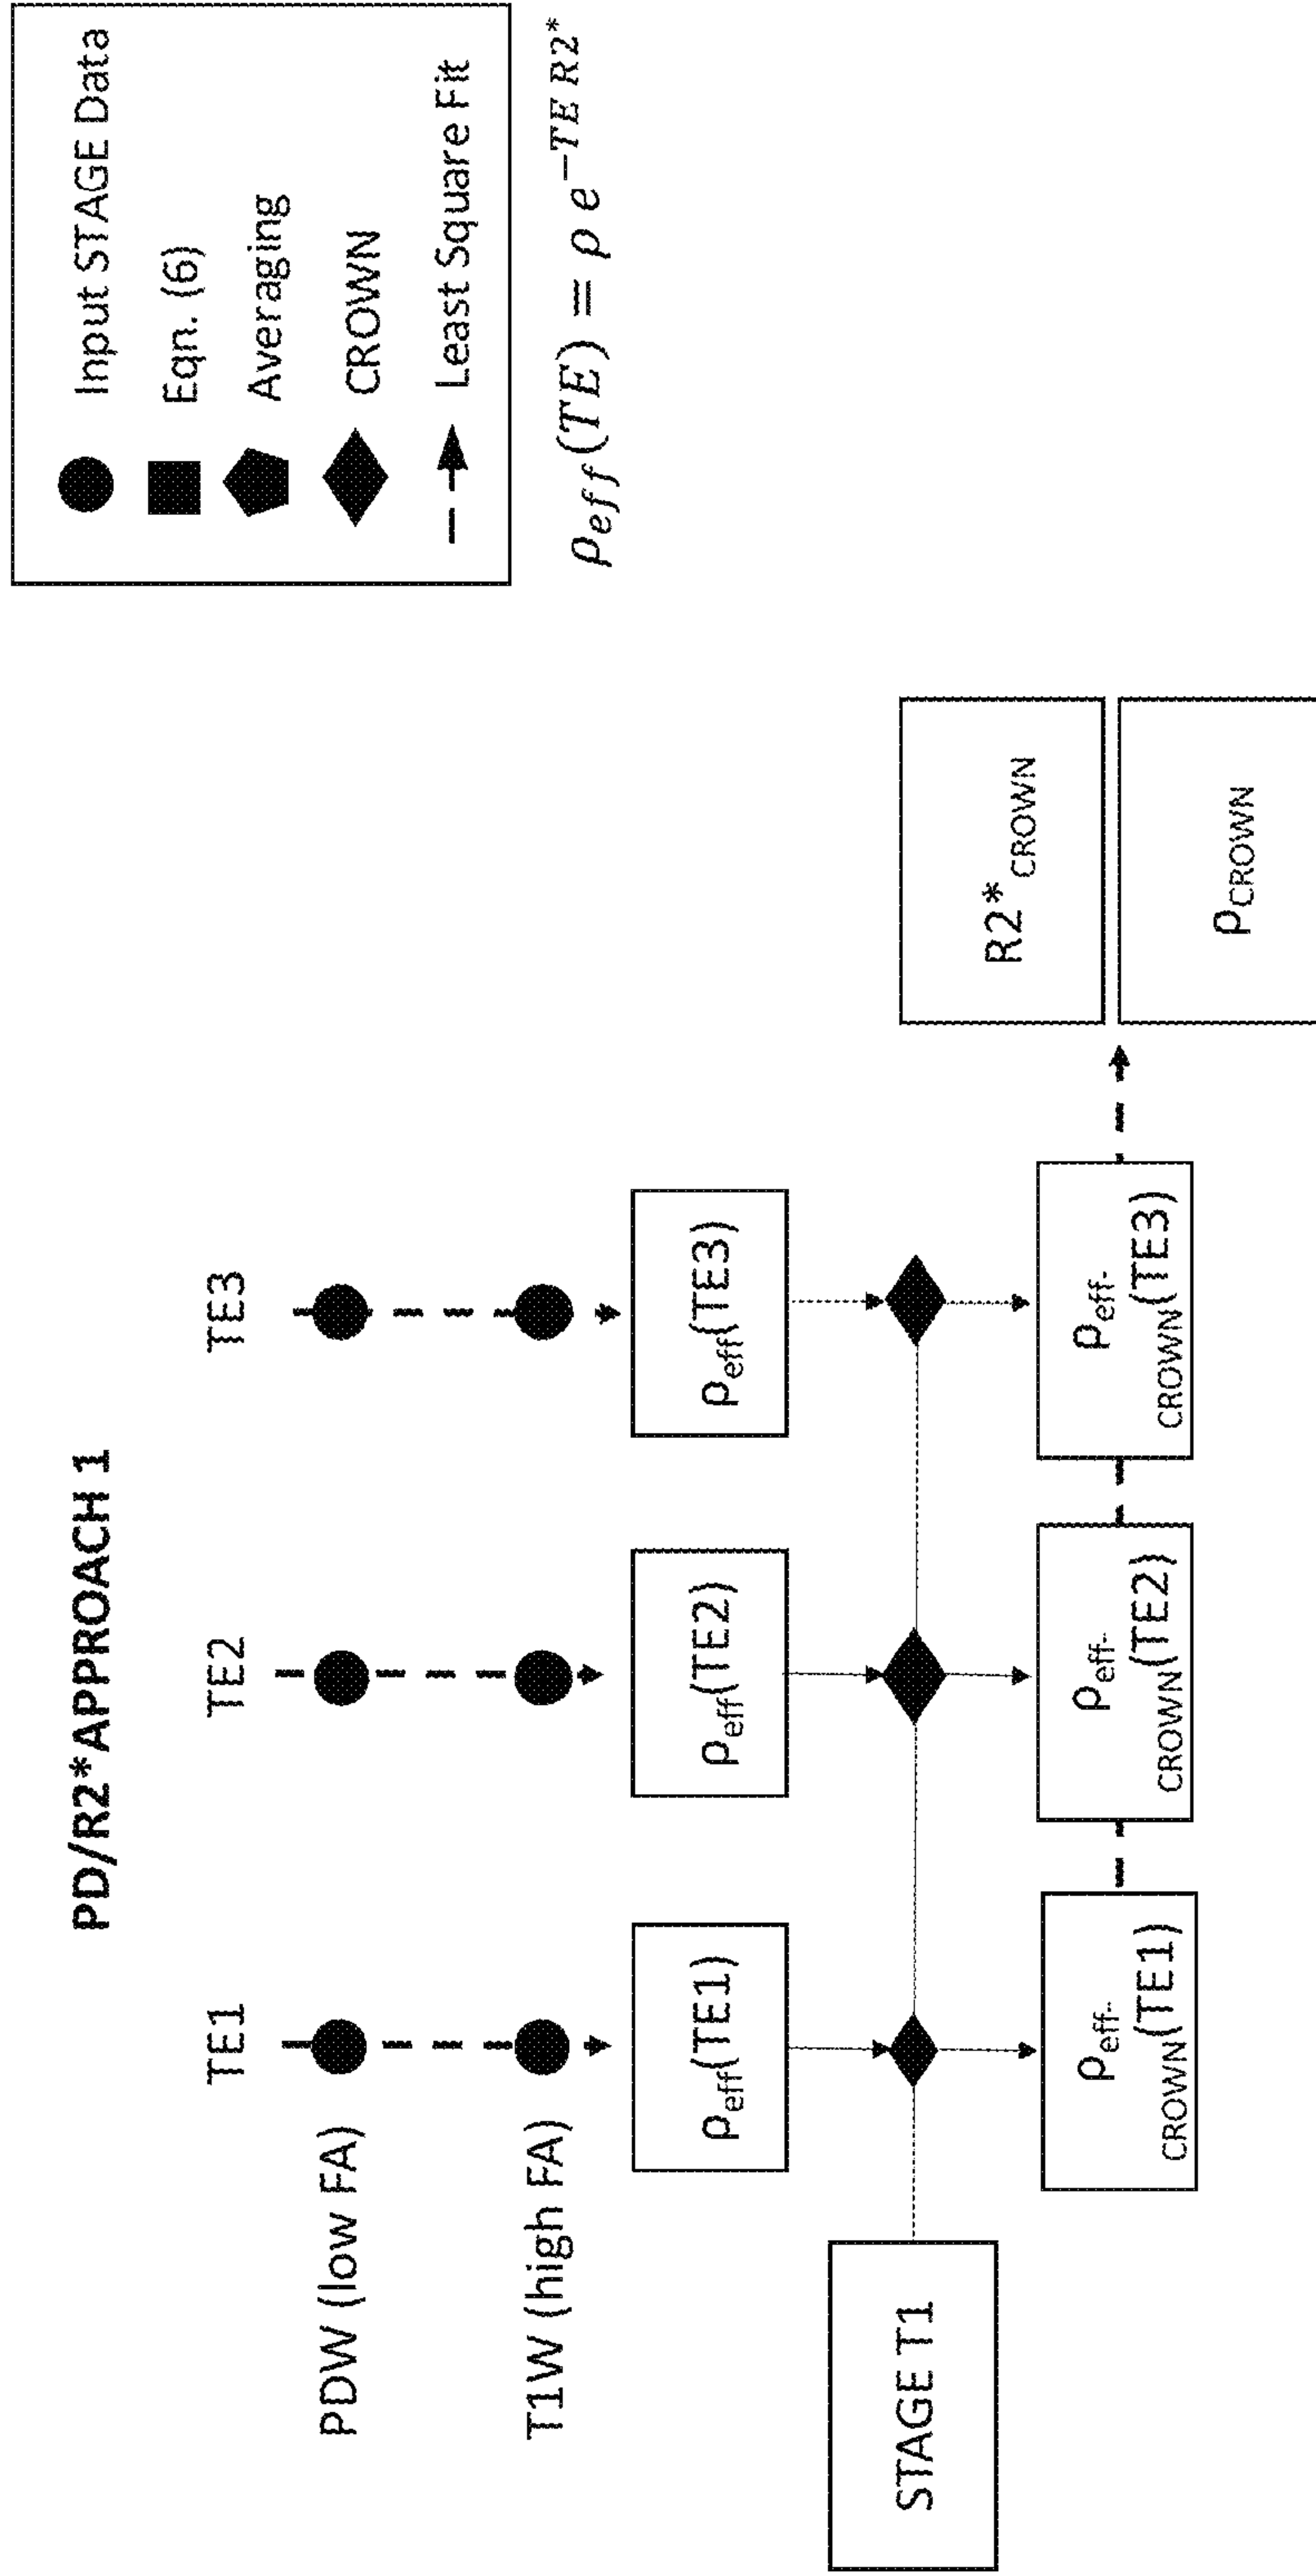 PD/R2*APPROACH 1
TE1
TE2
TE3
PDW (low FA)
T1W (high FA)
ρeff(TE1)
ρeff(TE2)
ρeff(TE3)
STAGE T1
ρeff-
CROWN(TE1)
ρeff-
CROWN(TE2)
ρeff-
CROWN(TE3)
R2*CROWN
ρCROWN
Input STAGE Data
Eqn. (6)
Averaging
CROWN
Least Square Fit
ρeff(TE) = ρ e^−TE R2*